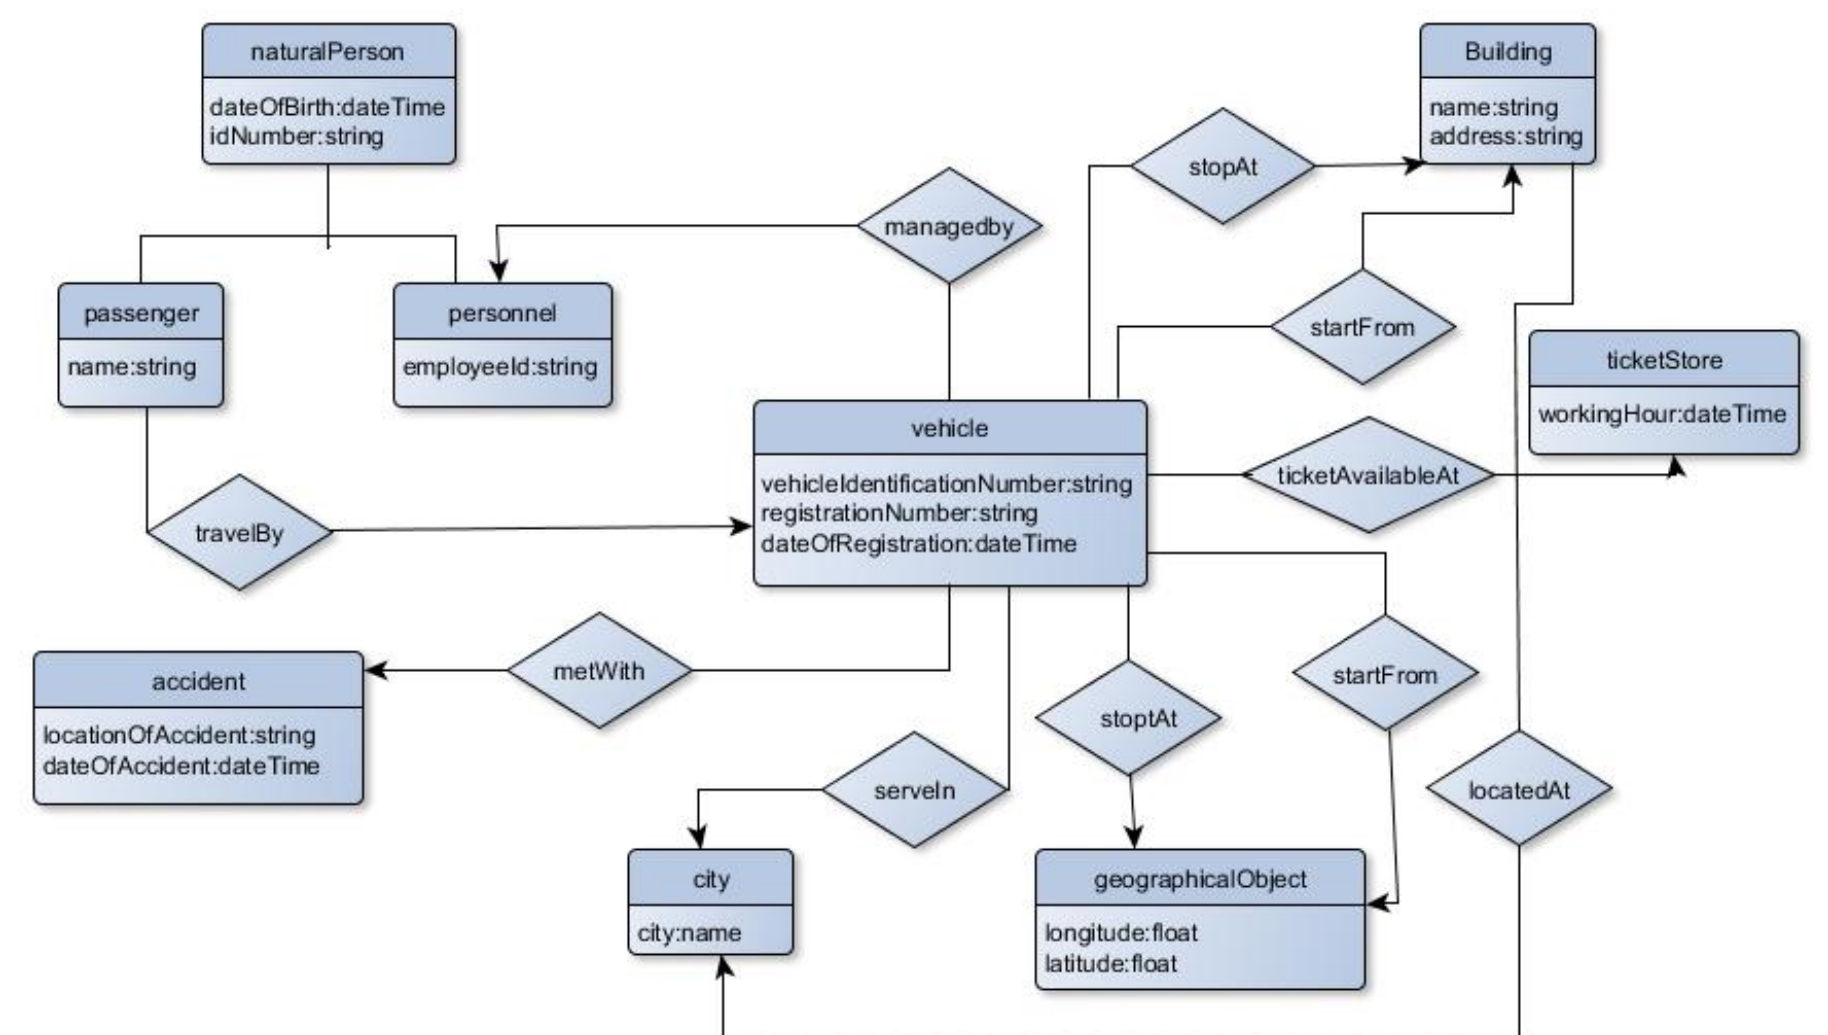 naturalPerson
dateOfBirth:dateTime
idNumber:string
Building
name:string
address:string
stopAt
managedby
passenger
name:string
personnel
employeeId:string
startFrom
ticketStore
workingHour:dateTime
vehicle
vehicleIdentificationNumber:string
registrationNumber:string
dateOfRegistration:dateTime
ticketAvailableAt
travelBy
metWith
accident
locationOfAccident:string
dateOfAccident:dateTime
startFrom
stoptAt
serveIn
locatedAt
city
city:name
geographicalObject
longitude:float
latitude:float